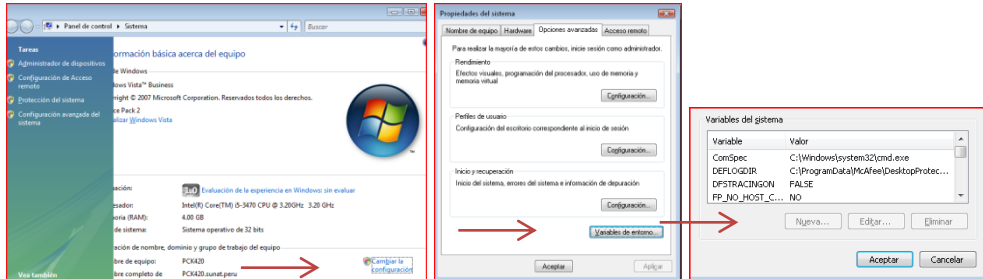 Panel de control ▸ Sistema
Buscar
Tareas
Administrador de dispositivos
Configuración de Acceso
remoto
Protección del sistema
Configuración avanzada del
sistema
Vea también
ormación básica acerca del equipo
de Windows
dows Vista™ Business
right © 2007 Microsoft Corporation. Reservados todos los derechos.
ce Pack 2
alizar Windows Vista
ación:
Evaluación de la experiencia en Windows: sin evaluar
esador:
Intel(R) Core(TM) i5-3470 CPU @ 3.20GHz 3.20 GHz
oria (RAM):
4.00 GB
de sistema:
Sistema operativo de 32 bits
ración de nombre, dominio y grupo de trabajo del equipo
bre de equipo:
PCK420
Cambiar la
configuración
bre completo de
PCK420.sunat.peru
Propiedades del sistema
Nombre de equipo
Hardware
Opciones avanzadas
Acceso remoto
Para realizar la mayoría de estos cambios, inicie sesión como administrador.
Rendimiento
Efectos visuales, programación del procesador, uso de memoria y
memoria virtual
Configuración...
Perfiles de usuario
Configuración del escritorio correspondiente al inicio de sesión
Configuración...
Inicio y recuperación
Inicio del sistema, errores del sistema e información de depuración
Configuración...
Variables de entorno...
Aceptar
Aplicar
Variables del sistema
Variable Valor
ComSpec C:\Windows\system32\cmd.exe
DEFLOGDIR C:\ProgramData\McAfee\DesktopProtec...
DFSTRACINGON FALSE
FP_NO_HOST_C... NO
Nueva...
Editar...
Eliminar
Aceptar
Cancelar